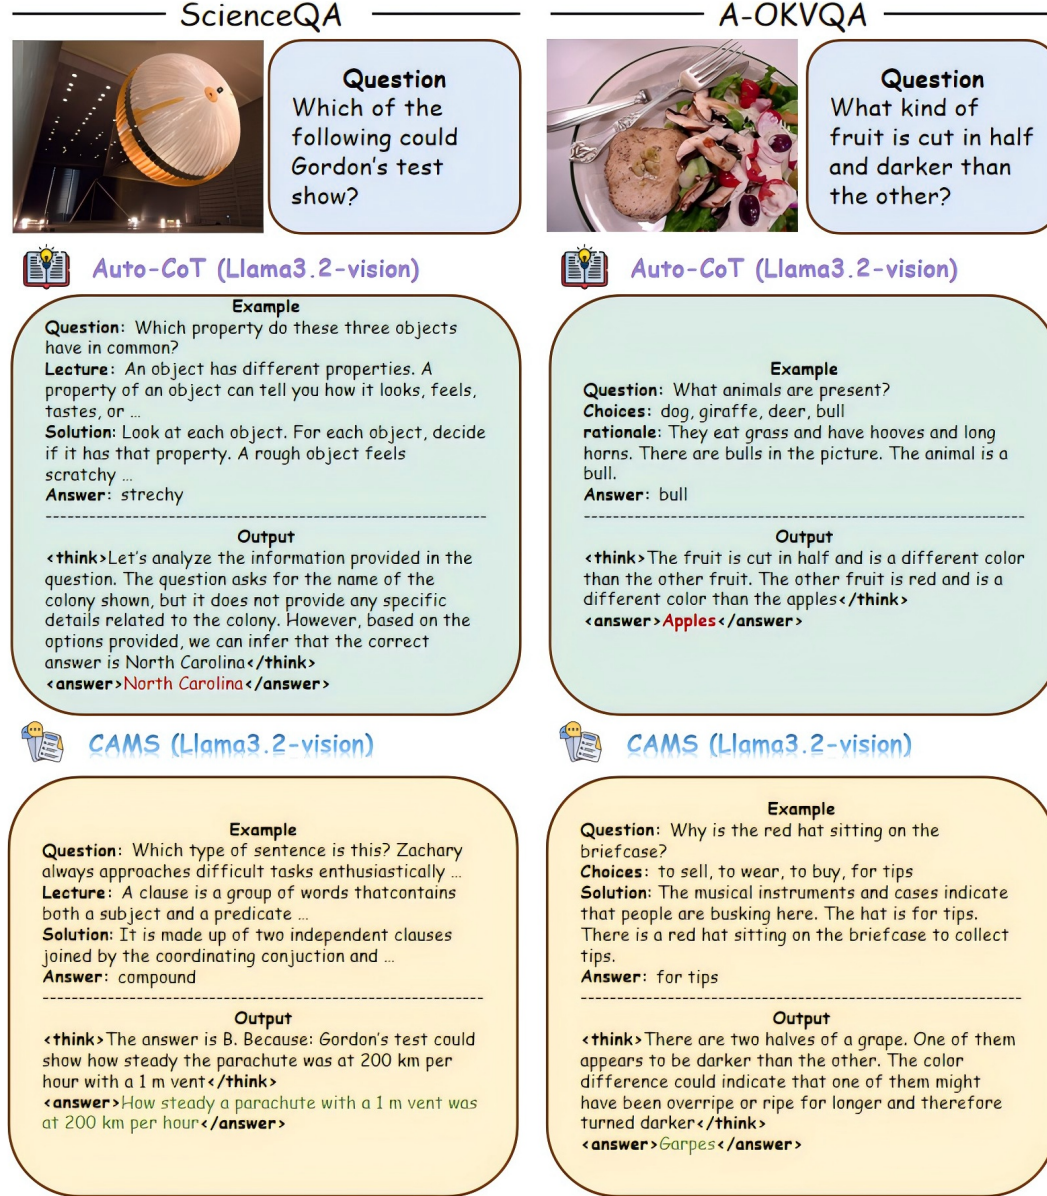 ScienceQA
Question
Which of the
following could
Gordon's test
show?
Auto-CoT (Llama3.2-vision)
Example
Question: Which property do these three objects
have in common?
Lecture: An object has different properties. A
property of an object can tell you how it looks, feels,
tastes, or ...
Solution: Look at each object. For each object, decide
if it has that property. A rough object feels
scratchy ...
Answer: strechy
Output
<think>Let's analyze the information provided in the
question. The question asks for the name of the
colony shown, but it does not provide any specific
details related to the colony. However, based on the
options provided, we can infer that the correct
answer is North Carolina</think>
<answer>North Carolina</answer>
CAMS (Llama3.2-vision)
Example
Question: Which type of sentence is this? Zachary
always approaches difficult tasks enthusiastically ...
Lecture: A clause is a group of words thatcontains
both a subject and a predicate ...
Solution: It is made up of two independent clauses
joined by the coordinating conjuction and ...
Answer: compound
Output
<think>The answer is B. Because: Gordon's test could
show how steady the parachute was at 200 km per
hour with a 1 m vent</think>
<answer>How steady a parachute with a 1 m vent was
at 200 km per hour</answer>
A-OKVQA
Question
What kind of
fruit is cut in half
and darker than
the other?
Auto-CoT (Llama3.2-vision)
Example
Question: What animals are present?
Choices: dog, giraffe, deer, bull
rationale: They eat grass and have hooves and long
horns. There are bulls in the picture. The animal is a
bull.
Answer: bull
Output
<think>The fruit is cut in half and is a different color
than the other fruit. The other fruit is red and is a
different color than the apples</think>
<answer>Apples</answer>
CAMS (Llama3.2-vision)
Example
Question: Why is the red hat sitting on the
briefcase?
Choices: to sell, to wear, to buy, for tips
Solution: The musical instruments and cases indicate
that people are busking here. The hat is for tips.
There is a red hat sitting on the briefcase to collect
tips.
Answer: for tips
Output
<think>There are two halves of a grape. One of them
appears to be darker than the other. The color
difference could indicate that one of them might
have been overripe or ripe for longer and therefore
turned darker</think>
<answer>Garpes</answer>